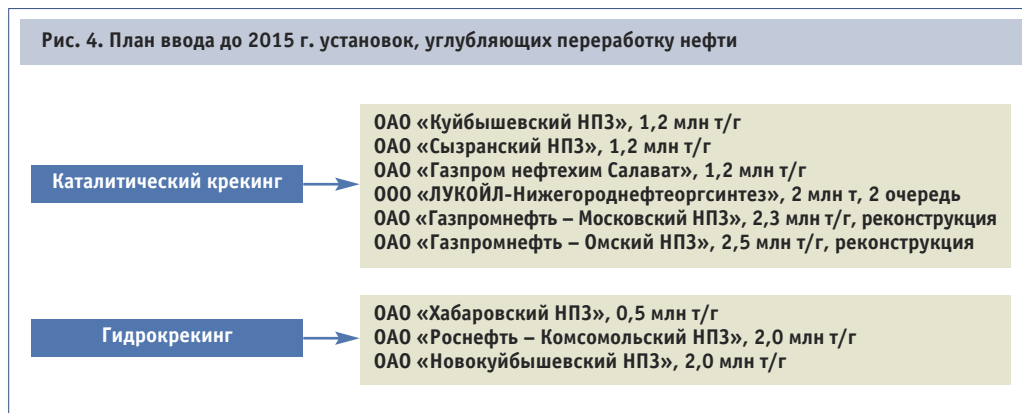 Рис. 4. План ввода до 2015 г. установок, углубляющих переработку нефти
Каталитический крекинг
ОАО «Куйбышевский НПЗ», 1,2 млн т/г
ОАО «Сызранский НПЗ», 1,2 млн т/г
ОАО «Газпром нефтехим Салават», 1,2 млн т/г
ООО «ЛУКОЙЛ-Нижегороднефтеоргсинтез», 2 млн т, 2 очередь
ОАО «Газпромнефть – Московский НПЗ», 2,3 млн т/г, реконструкция
ОАО «Газпромнефть – Омский НПЗ», 2,5 млн т/г, реконструкция
Гидрокрекинг
ОАО «Хабаровский НПЗ», 0,5 млн т/г
ОАО «Роснефть – Комсомольский НПЗ», 2,0 млн т/г
ОАО «Новокуйбышевский НПЗ», 2,0 млн т/г